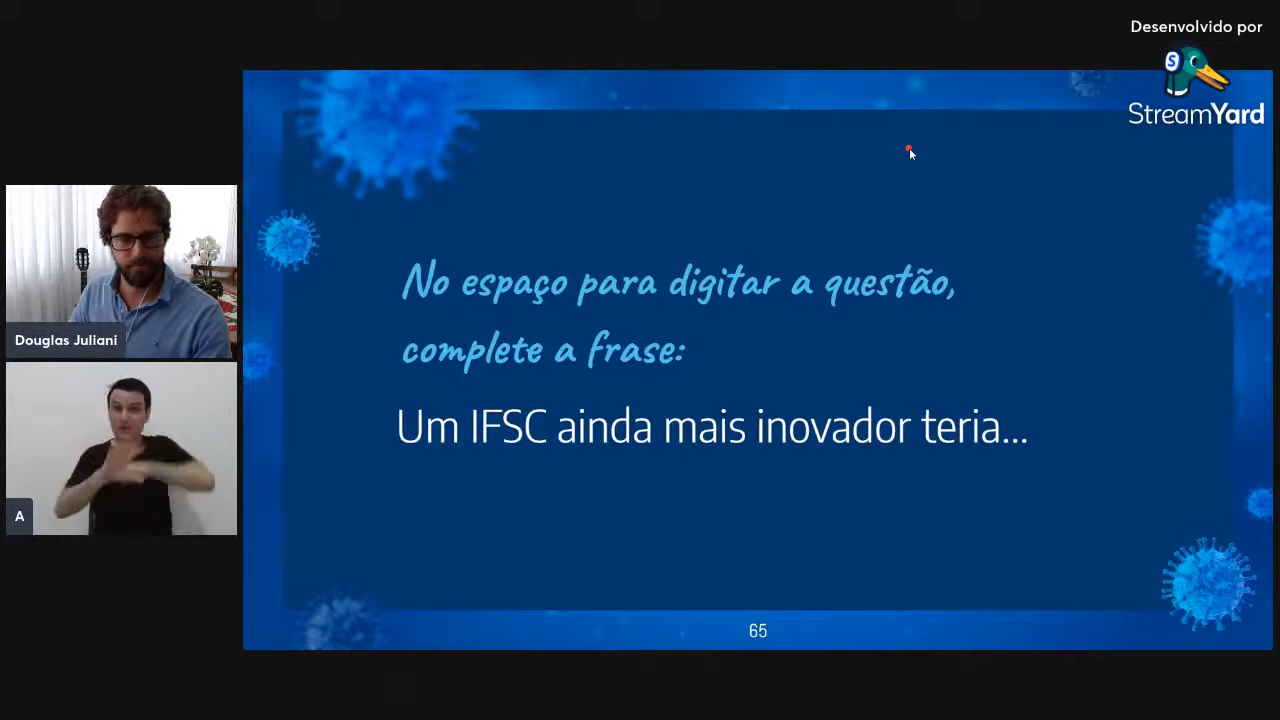 Desenvolvido por
S
StreamYard
No espaço para digitar a questão,
complete a frase:
Um IFSC ainda mais inovador teria...
Douglas Juliani
A
65